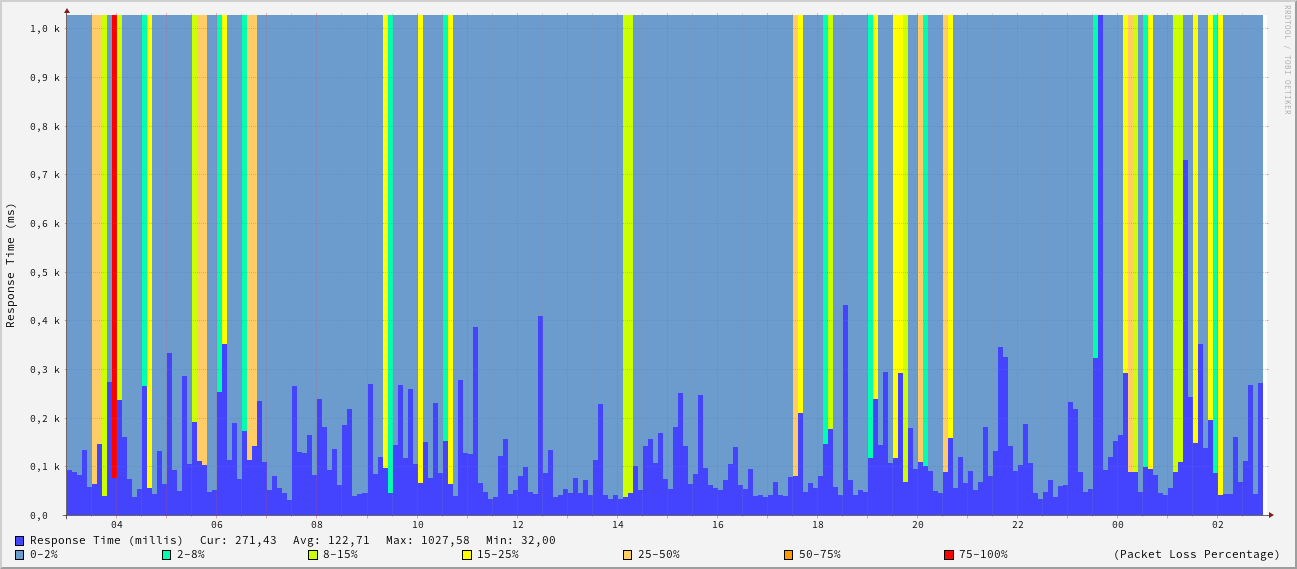 RRDTOOL / TOBI OETIKER
Response Time (ms)
1,0 k
0,9 k
0,8 k
0,7 k
0,6 k
0,5 k
0,4 k
0,3 k
0,2 k
0,1 k
0,0
04 06 08 10 12 14 16 18 20 22 00 02
Response Time (millis) Cur: 271,43 Avg: 122,71 Max: 1027,58 Min: 32,00
0-2% 2-8% 8-15% 15-25% 25-50% 50-75% 75-100% (Packet Loss Percentage)